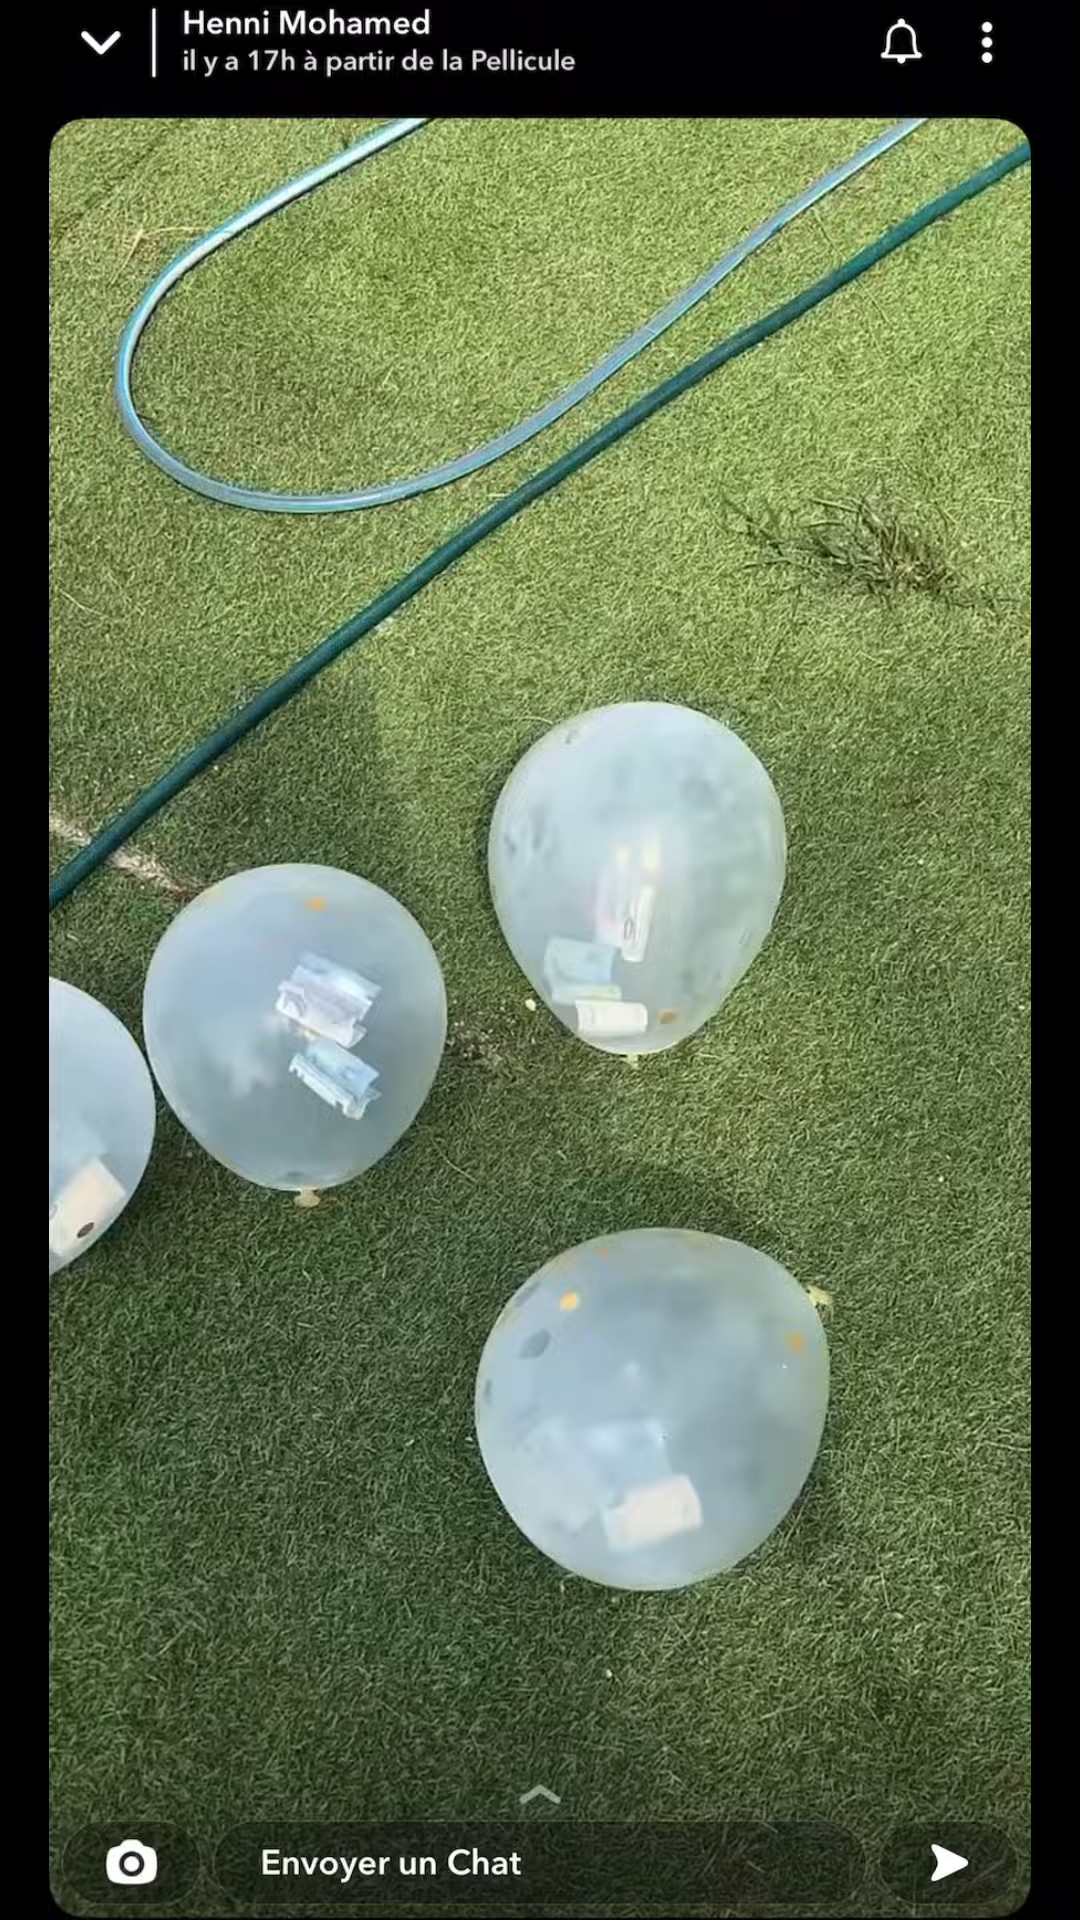 Henni Mohamed
il y a 17h à partir de la Pellicule
Envoyer un Chat